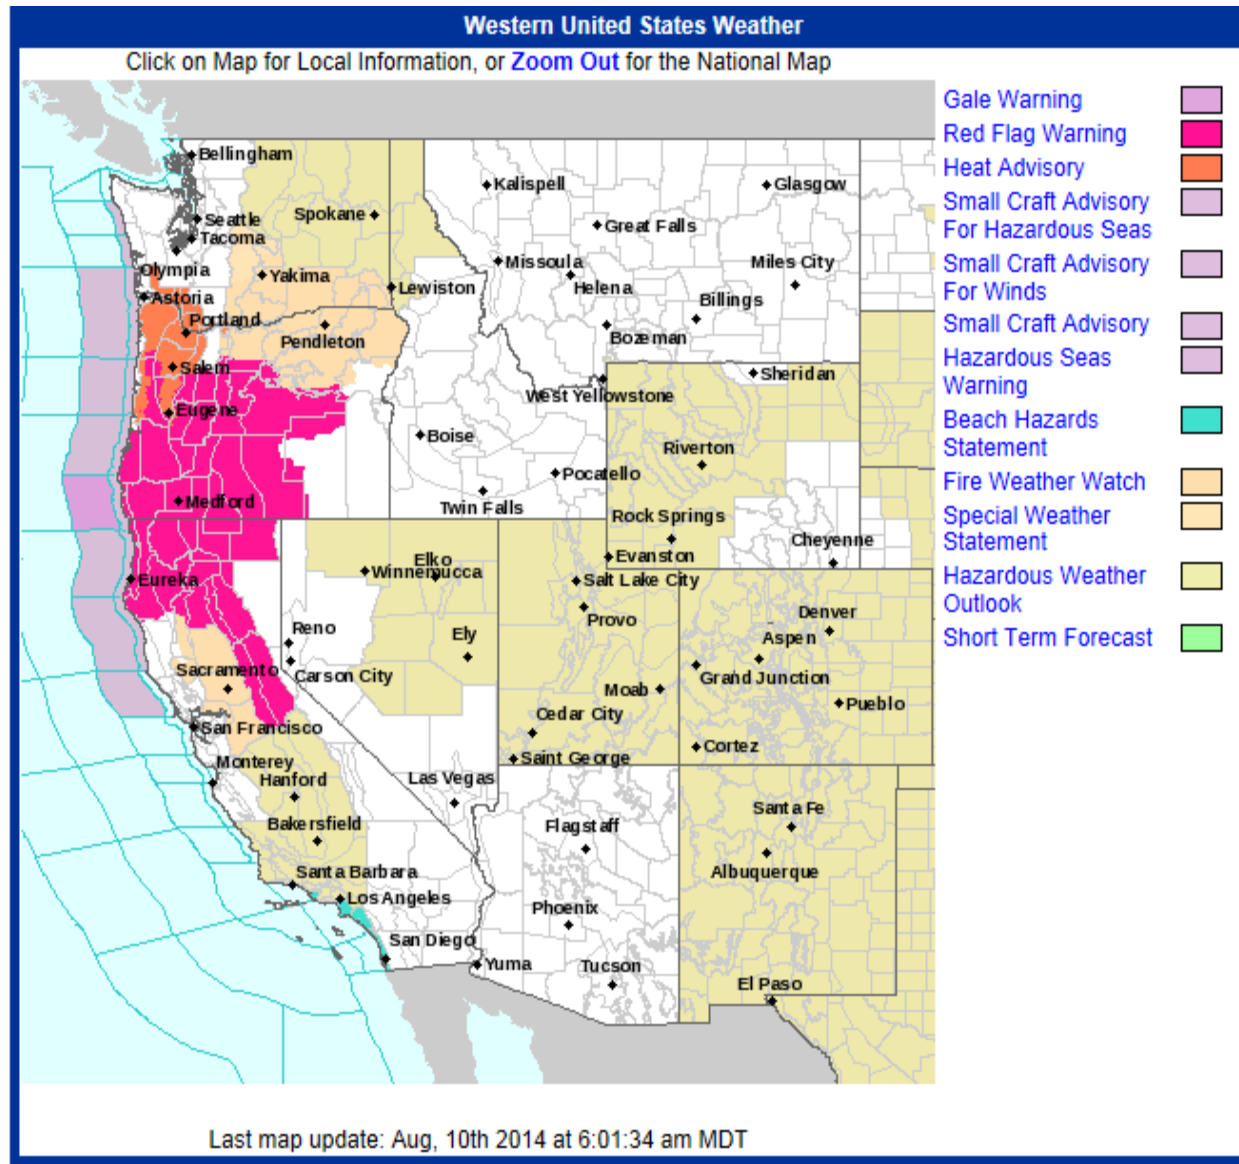 Western United States Weather
Click on Map for Local Information, or Zoom Out for the National Map
Gale Warning
Red Flag Warning
Heat Advisory
Small Craft Advisory
For Hazardous Seas
Small Craft Advisory
For Winds
Small Craft Advisory
Hazardous Seas
Warning
Beach Hazards
Statement
Fire Weather Watch
Special Weather
Statement
Hazardous Weather
Outlook
Short Term Forecast
Bellingham
Kalispell
Glasgow
Seattle
Spokane
Great Falls
Tacoma
Olympia
Yakima
Missoula
Miles City
Helena
Lewiston
Astoria
Billings
Portland
Pendleton
Bozeman
Salem
Sheridan
West Yellowstone
Eugene
Boise
Riverton
Pocatello
Medford
Twin Falls
Rock Springs
Cheyenne
Elko
Evanston
Winnemucca
Eureka
Salt Lake City
Provo
Denver
Reno
Ely
Aspen
Sacramento
Carson City
Grand Junction
Moab
Pueblo
Cedar City
San Francisco
Cortez
Saint George
Monterey
Hanford
Las Vegas
Santa Fe
Bakersfield
Flagstaff
Albuquerque
Santa Barbara
Los Angeles
Phoenix
San Diego
Yuma
Tucson
El Paso
Last map update: Aug, 10th 2014 at 6:01:34 am MDT